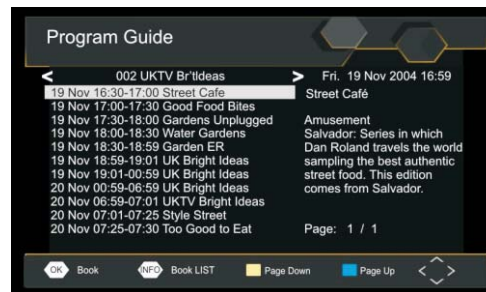 Program Guide
< 002 UKTV Br'tIdeas > Fri. 19 Nov 2004 16:59
19 Nov 16:30-17:00 Street Cafe
19 Nov 17:00-17:30 Good Food Bites
19 Nov 17:30-18:00 Gardens Unplugged
19 Nov 18:00-18:30 Water Gardens
19 Nov 18:30-18:59 Garden ER
19 Nov 18:59-19:01 UK Bright Ideas
19 Nov 19:01-00:59 UK Bright Ideas
20 Nov 00:59-06:59 UK Bright Ideas
20 Nov 06:59-07:01 UKTV Bright Ideas
20 Nov 07:01-07:25 Style Street
20 Nov 07:25-07:30 Too Good to Eat
Street Café
Amusement
Salvador: Series in which
Dan Roland travels the world
sampling the best authentic
street food. This edition
comes from Salvador.
Page: 1 / 1
OK Book INFO Book LIST Page Down Page Up